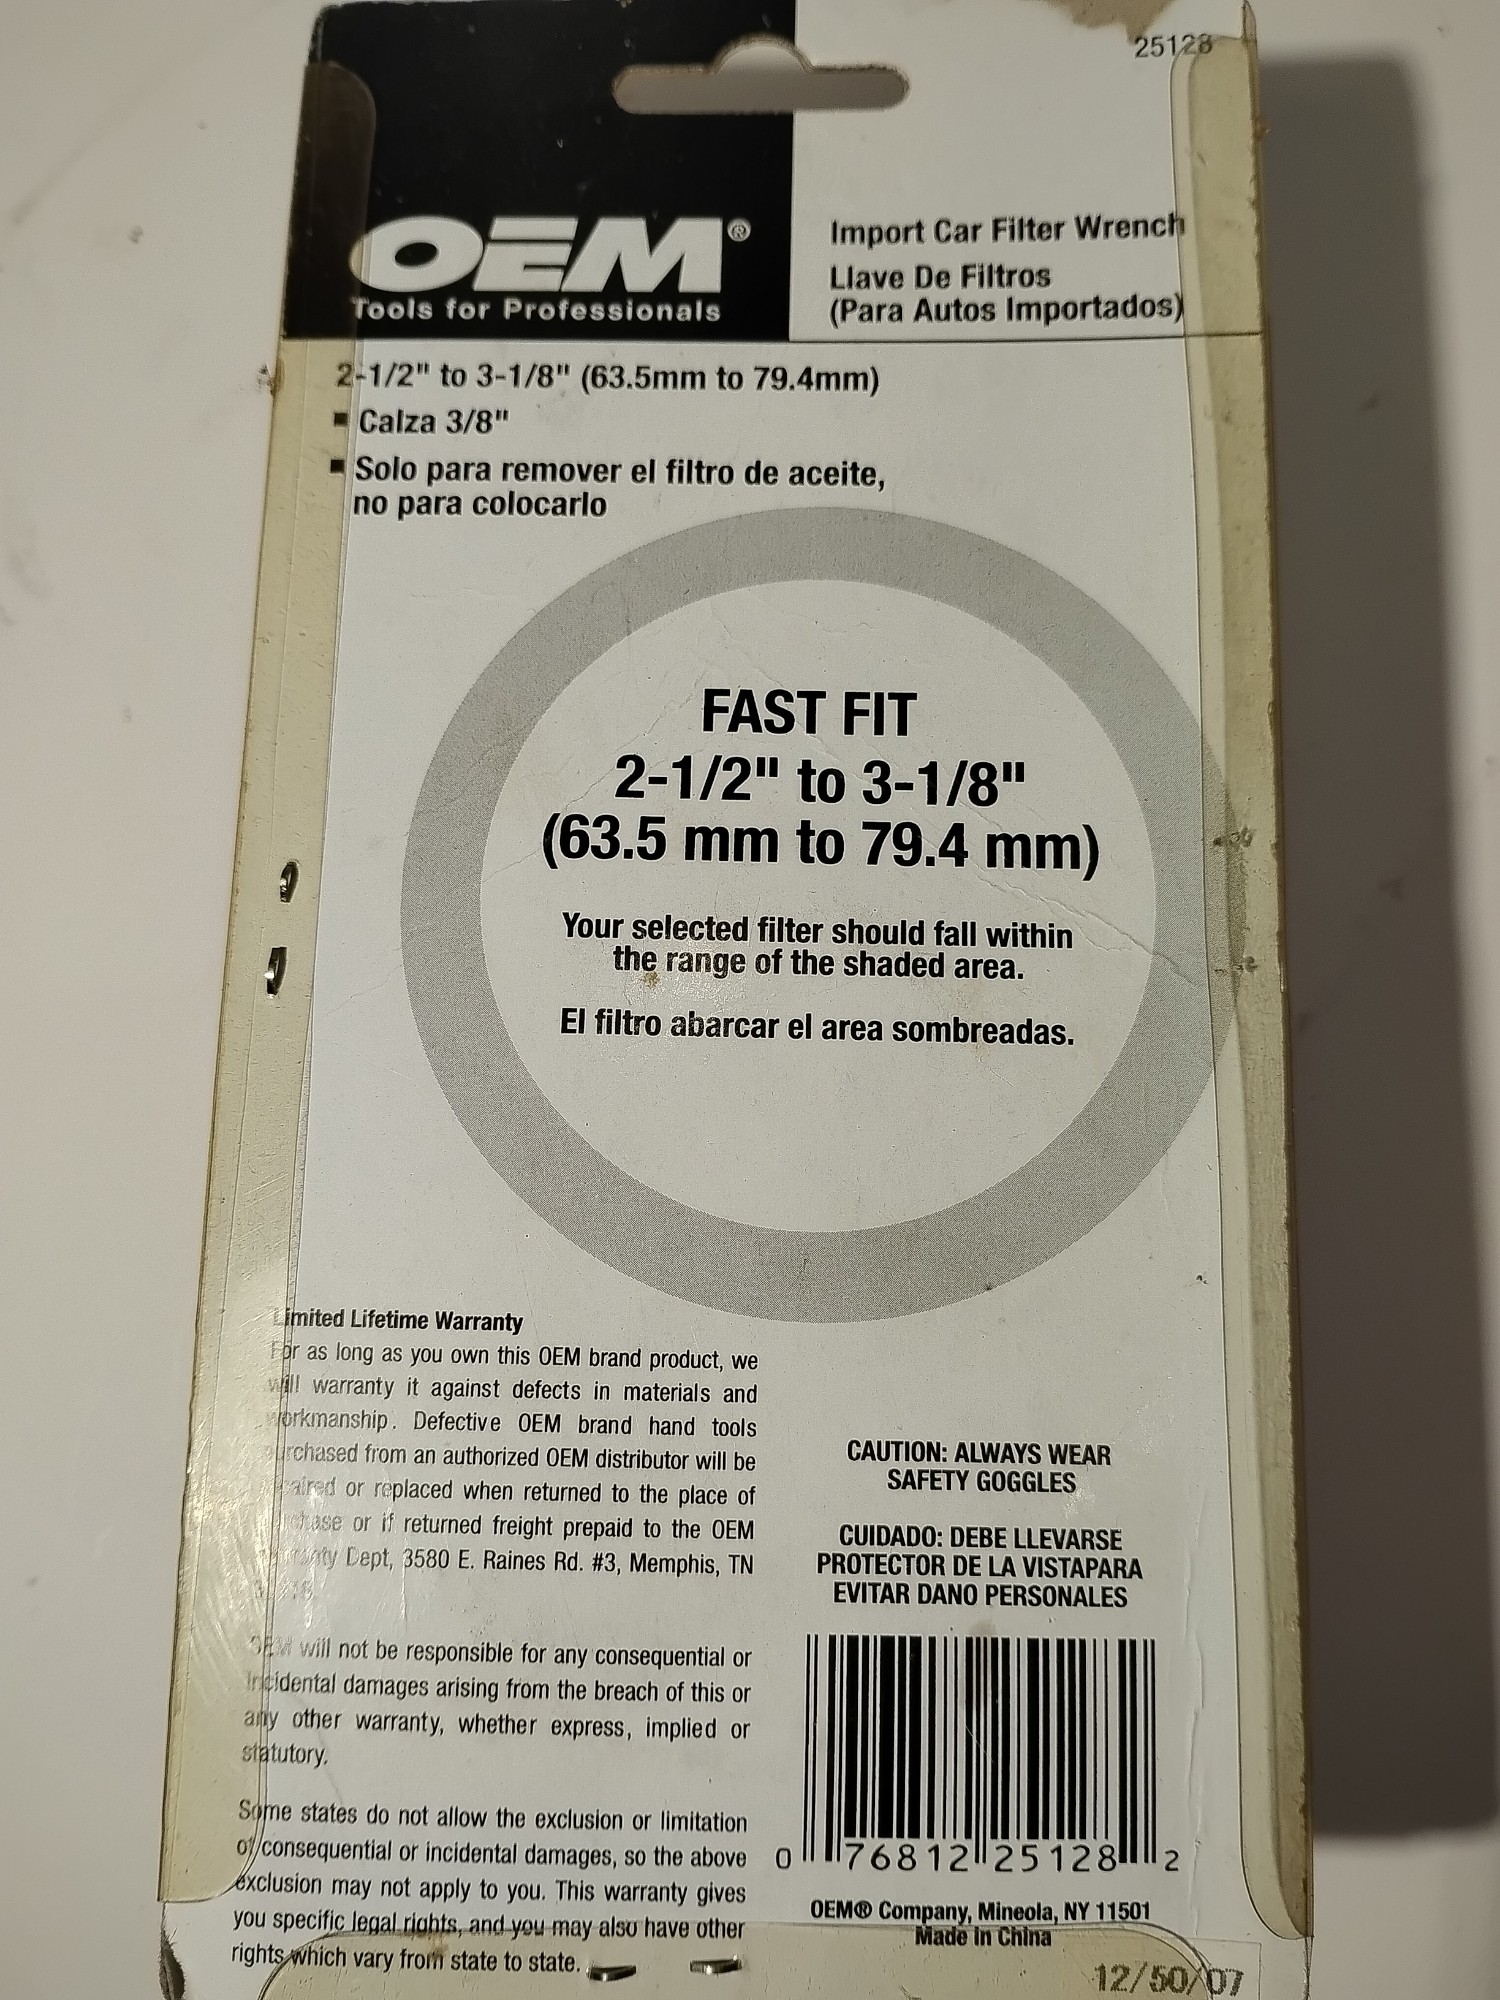 25128
OEM®
Tools for Professionals
Import Car Filter Wrench
Llave De Filtros
(Para Autos Importados)
2-1/2" to 3-1/8" (63.5mm to 79.4mm)
▪ Calza 3/8"
▪ Solo para remover el filtro de aceite,
no para colocarlo
FAST FIT
2-1/2" to 3-1/8"
(63.5 mm to 79.4 mm)
Your selected filter should fall within
the range of the shaded area.
El filtro abarcar el area sombreadas.
Limited Lifetime Warranty
For as long as you own this OEM brand product, we
will warranty it against defects in materials and
workmanship. Defective OEM brand hand tools
purchased from an authorized OEM distributor will be
repaired or replaced when returned to the place of
purchase or if returned freight prepaid to the OEM
Warranty Dept, 3580 E. Raines Rd. #3, Memphis, TN
OEM will not be responsible for any consequential or
incidental damages arising from the breach of this or
any other warranty, whether express, implied or
statutory.
Some states do not allow the exclusion or limitation
of consequential or incidental damages, so the above
exclusion may not apply to you. This warranty gives
you specific legal rights, and you may also have other
rights which vary from state to state.
CAUTION: ALWAYS WEAR
SAFETY GOGGLES
CUIDADO: DEBE LLEVARSE
PROTECTOR DE LA VISTAPARA
EVITAR DANO PERSONALES
0 76812 25128 2
OEM® Company, Mineola, NY 11501
Made In China
12/50/07